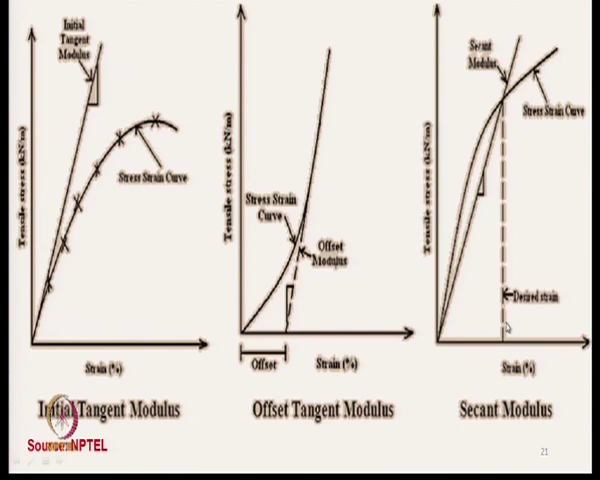 Initial
Tangent
Modulus
Tensile stress (kN/m)
Stress Strain Curve
Strain (%)
Initial Tangent Modulus
Tensile stress (kN/m)
Stress Strain
Curve
Offset
Modulus
Offset
Strain (%)
Offset Tangent Modulus
Tensile stress (kN/m)
Secant
Modulus
Stress Strain Curve
Desired strain
Strain (%)
Secant Modulus
Source: NPTEL
21